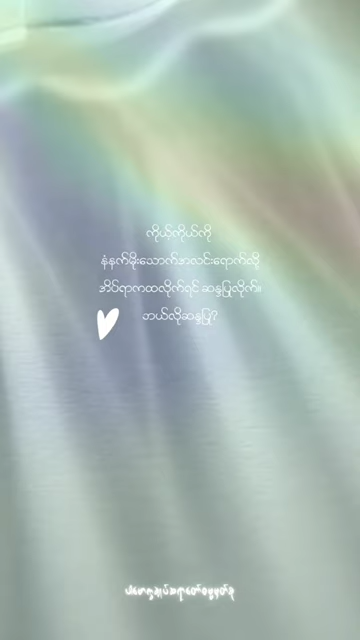 ကိုယ့်ကိုယ်ကို
နံနက်မိုးသောက်အလင်းရောက်လို့
အိပ်ရာကထလိုက်ရင် ဆန္ဒပြုလိုက်။
ဘယ်လိုဆန္ဒပြု?